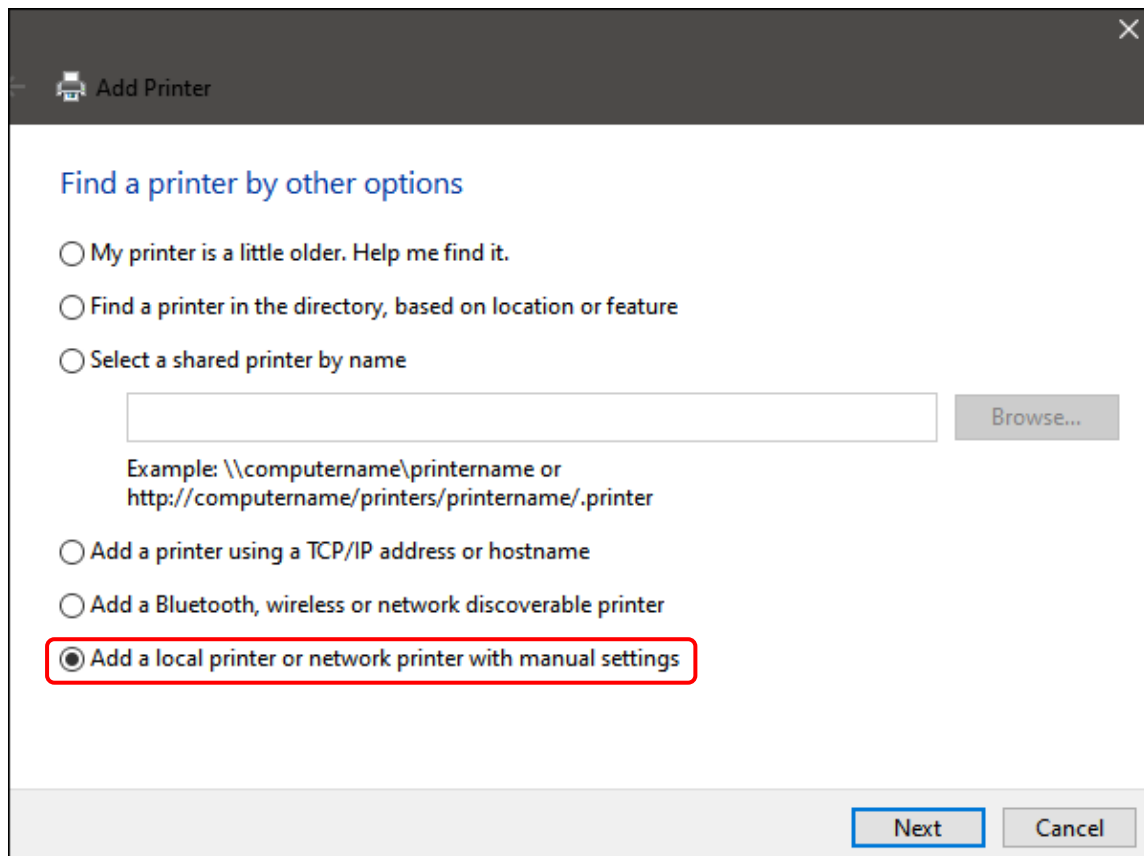 Add Printer
Find a printer by other options
My printer is a little older. Help me find it.
Find a printer in the directory, based on location or feature
Select a shared printer by name
Browse...
Example: \\computername\printername or
http://computername/printers/printername/.printer
Add a printer using a TCP/IP address or hostname
Add a Bluetooth, wireless or network discoverable printer
Add a local printer or network printer with manual settings
Next
Cancel